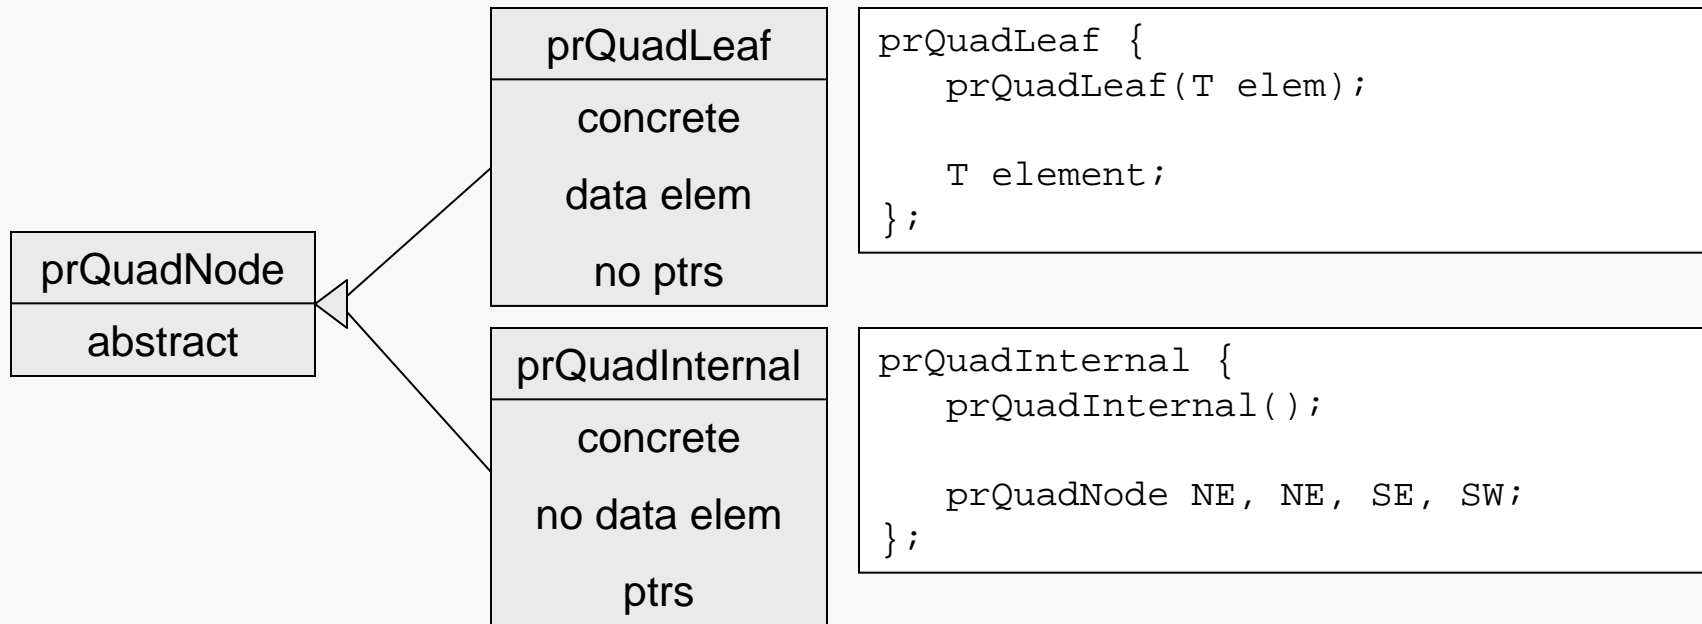 prQuadNode
abstract
prQuadLeaf
concrete
data elem
no ptrs
prQuadLeaf {
prQuadLeaf(T elem);
T element;
};
prQuadInternal
concrete
no data elem
ptrs
prQuadInternal {
prQuadInternal();
prQuadNode NE, NE, SE, SW;
};